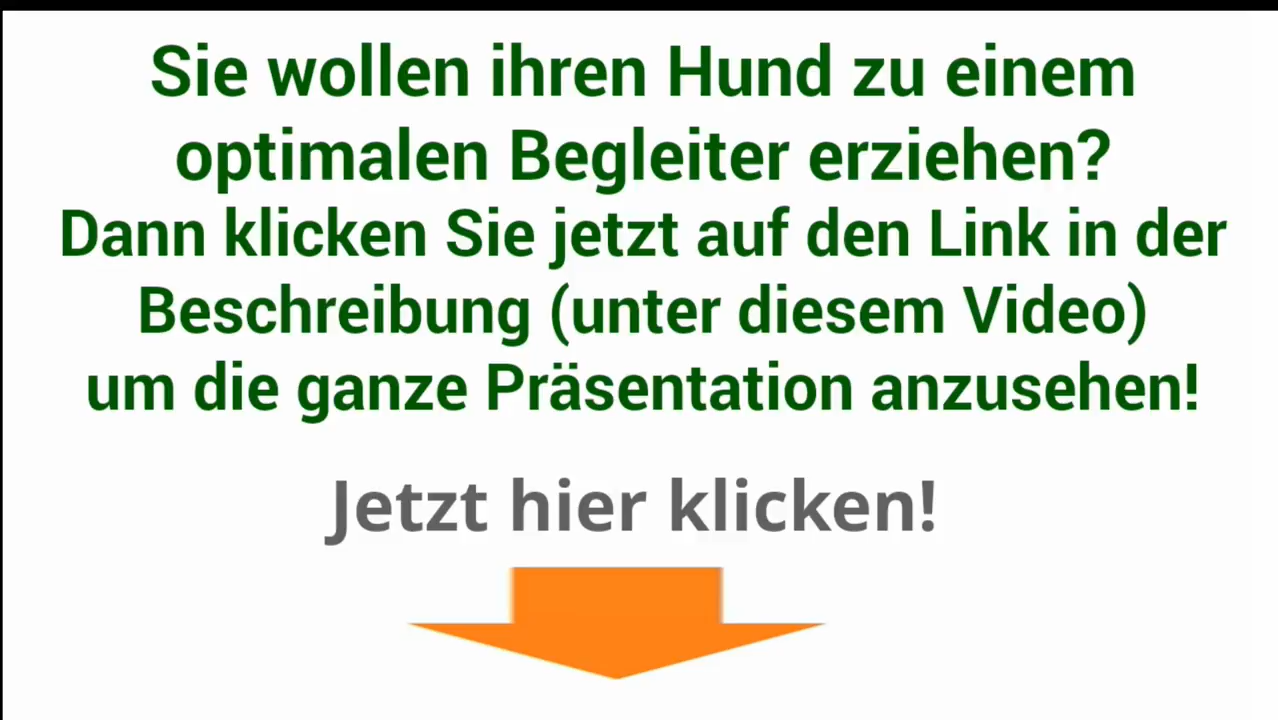 Sie wollen ihren Hund zu einem
optimalen Begleiter erziehen?
Dann klicken Sie jetzt auf den Link in der
Beschreibung (unter diesem Video)
um die ganze Präsentation anzusehen!
Jetzt hier klicken!